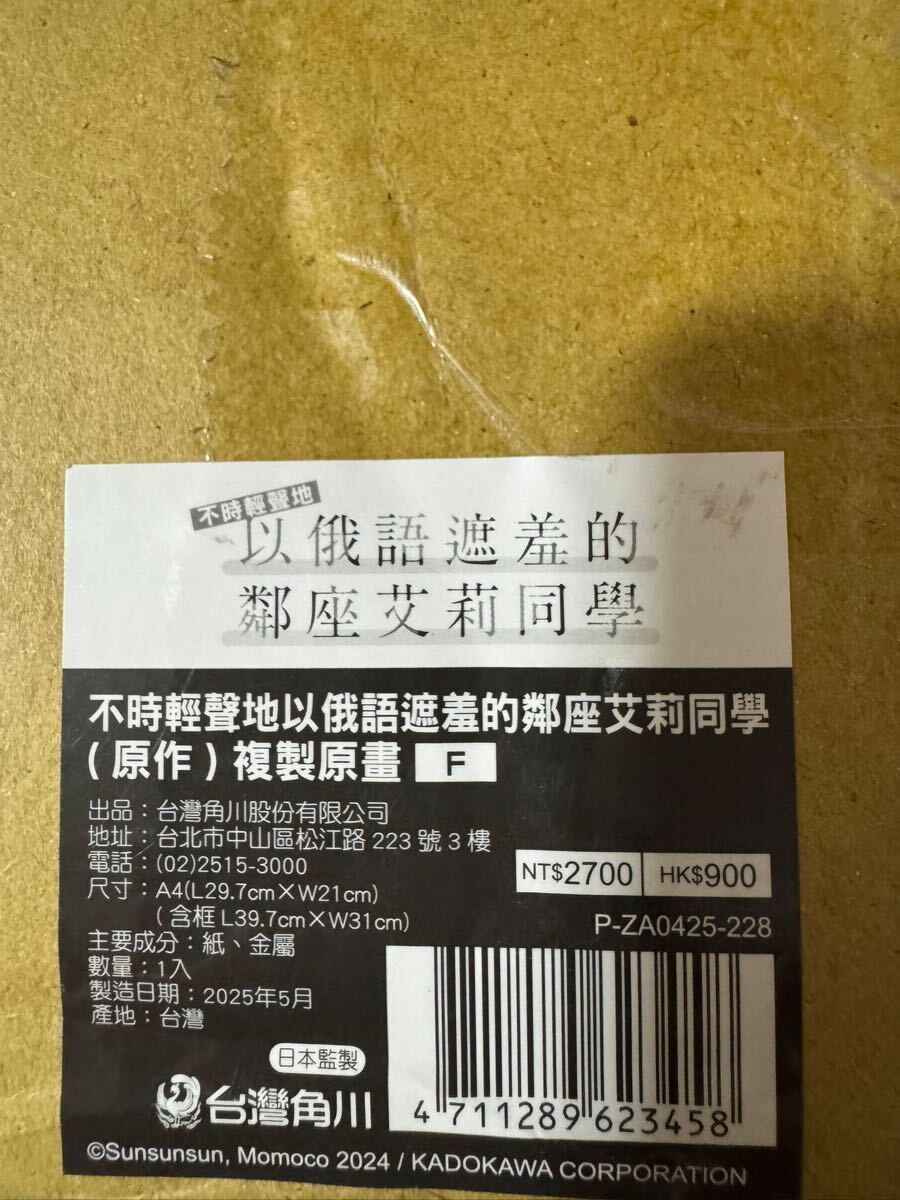 不時輕聲地
以俄語遮羞的
鄰座艾莉同學
不時輕聲地以俄語遮羞的鄰座艾莉同學
(原作)複製原畫 F
出品：台灣角川股份有限公司
地址：台北市中山區松江路 223 號 3 樓
電話：(02)2515-3000
尺寸：A4(L29.7cm×W21cm)
(含框 L39.7cm×W31cm)
主要成分：紙、金屬
數量：1入
製造日期：2025年5月
產地：台灣
NT$2700 HK$900
P-ZA0425-228
日本監製
台灣角川
4 711289 623458
©Sunsunsun, Momoco 2024 / KADOKAWA CORPORATION